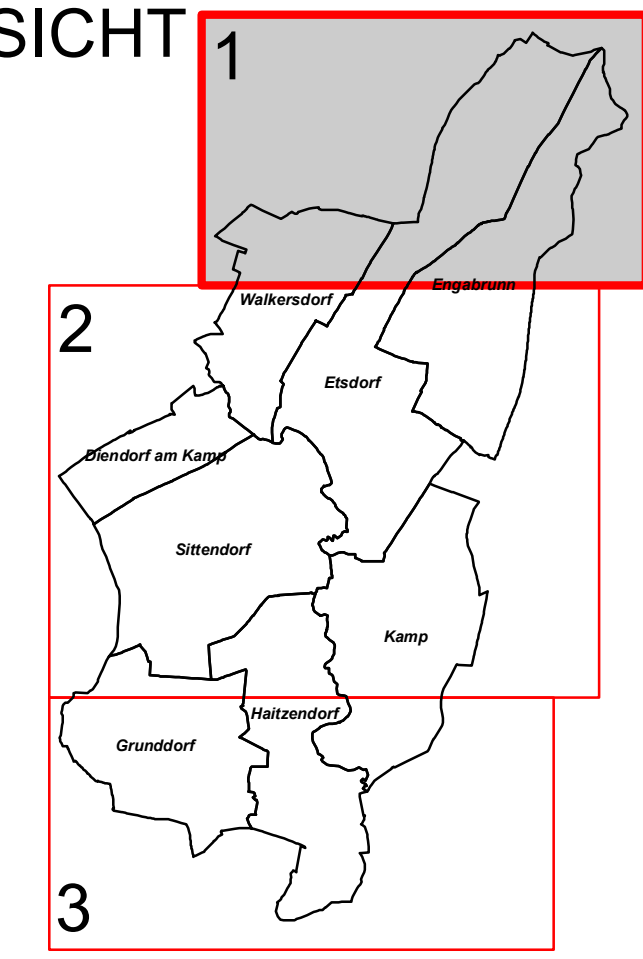 SICHT
1
Engabrunn
Walkersdorf
2
Etsdorf
Diendorf am Kamp
Sittendorf
Kamp
Haitzendorf
Grunddorf
3